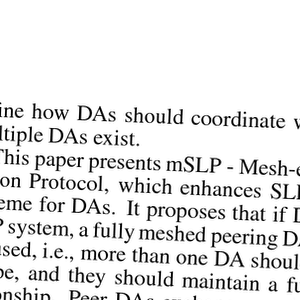 ine how DAs should coordinate w
ltiple DAs exist.
This paper presents mSLP - Mesh-e
on Protocol, which enhances SLP
eme for DAs. It proposes that if D
P system, a fully meshed peering DA
used, i.e., more than one DA shoul
pe, and they should maintain a fu
onship. Peer DAs